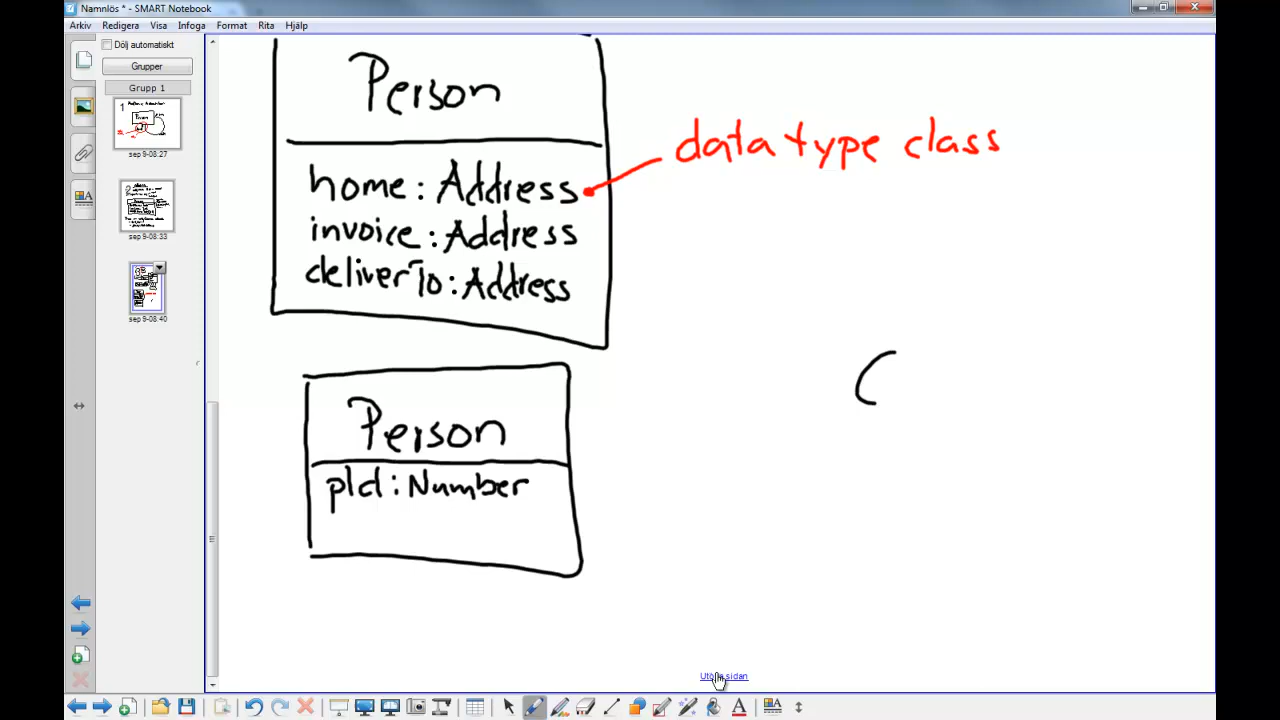 Namnlös * - SMART Notebook
Arkiv Redigera Visa Infoga Format Rita Hjälp
Dölj automatiskt
Grupper
Grupp 1
sep 9-08.27
sep 9-08:33
sep 9-08:40
Person
home: Address
invoice: Address
deliverTo: Address
data type class
Person
pId: Number
C